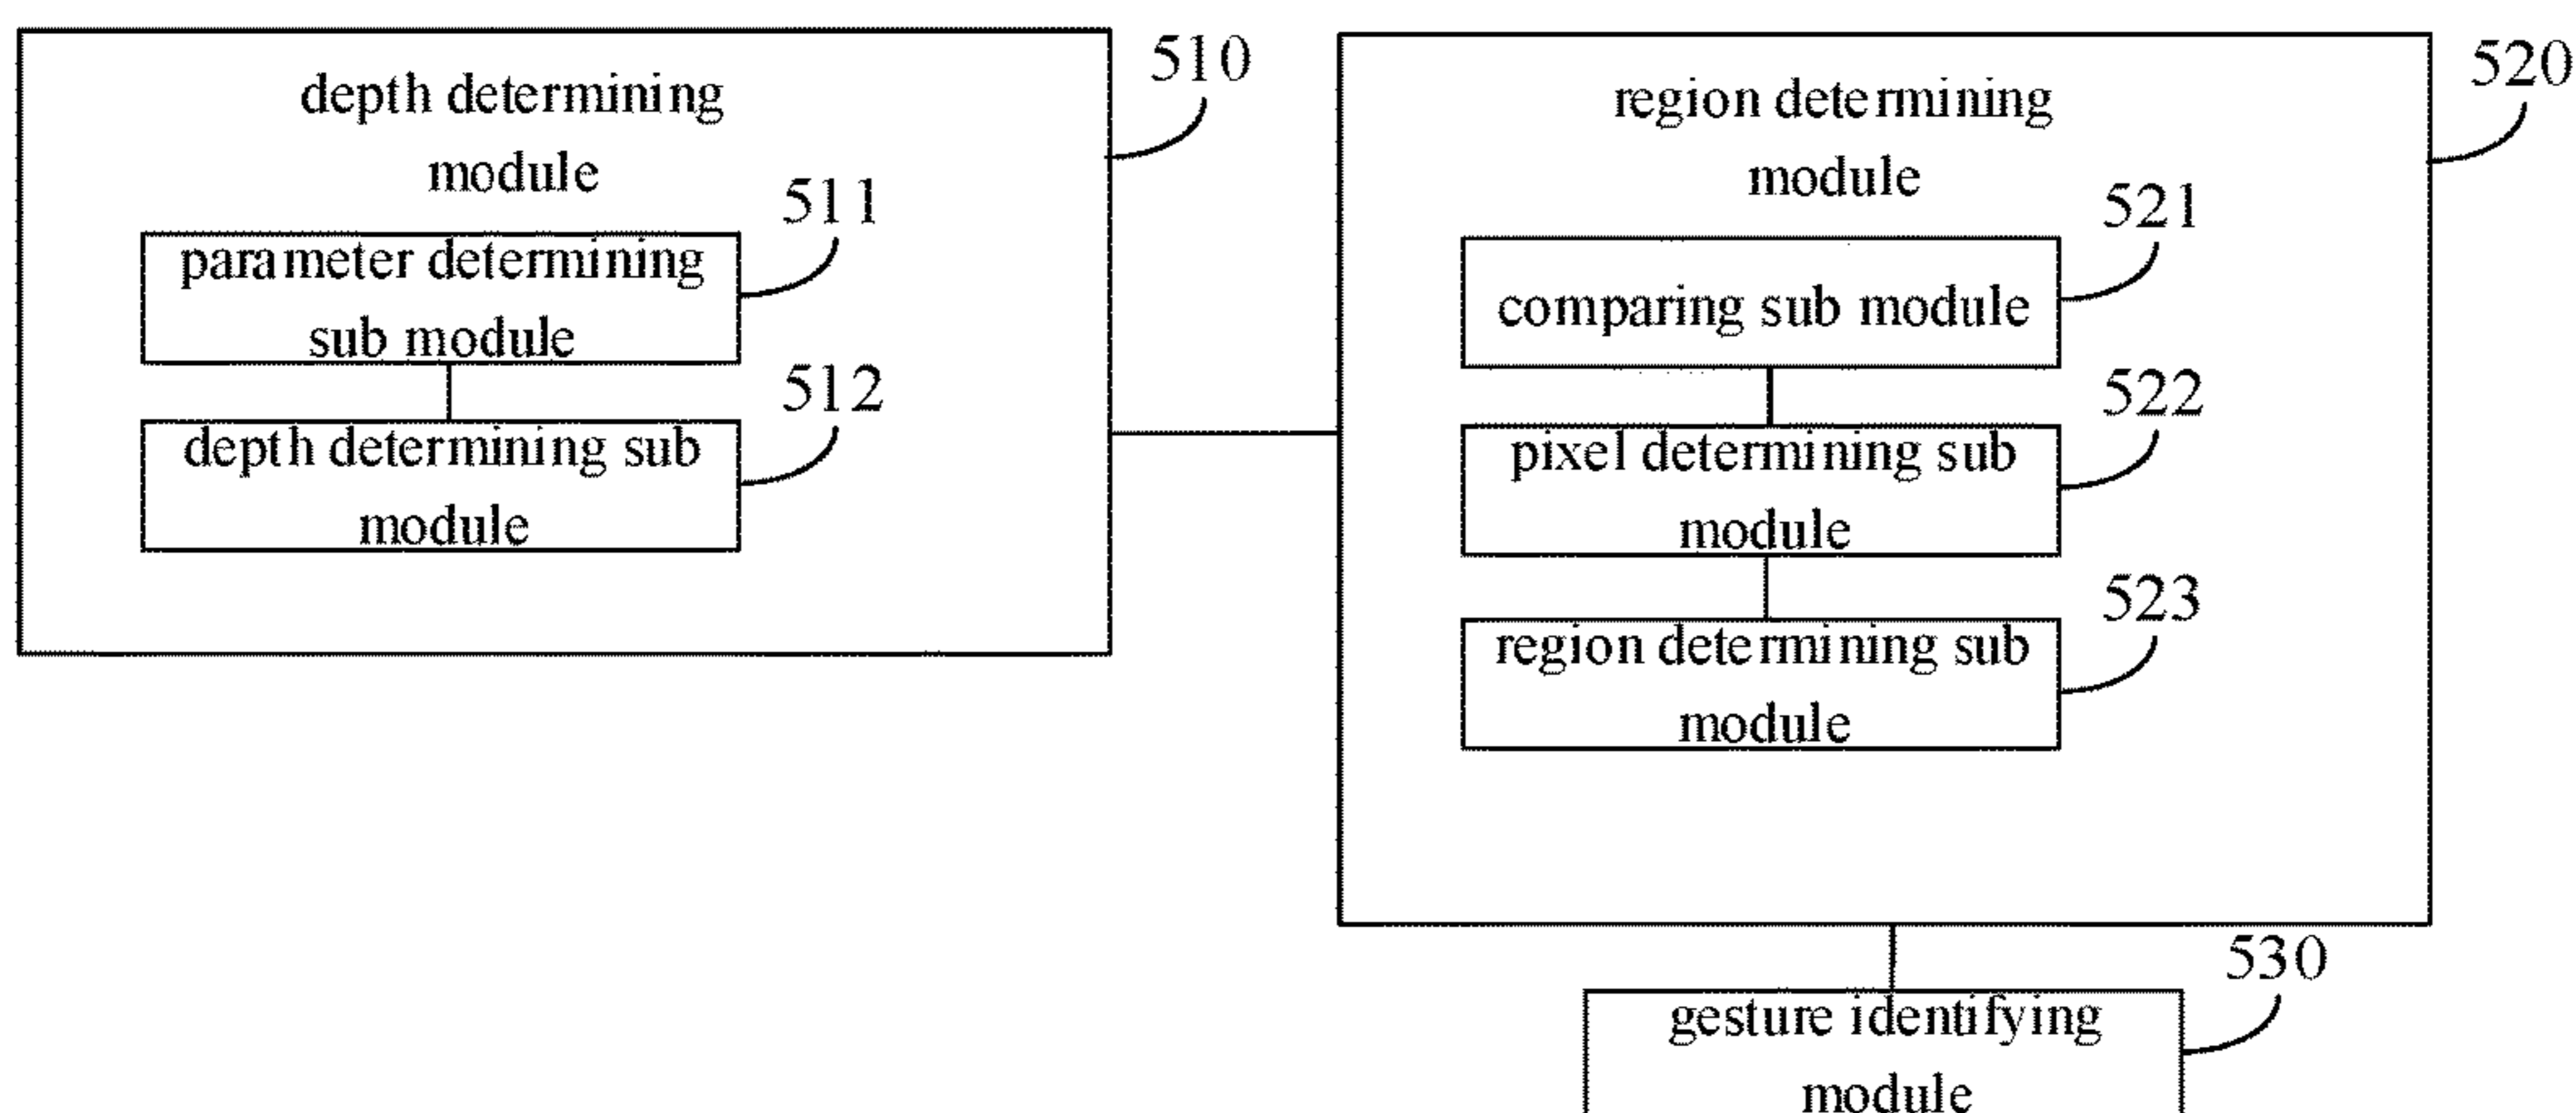 depth determining
module
510
parameter determining
sub module
511
depth determining sub
module
512
region determining
module
520
comparing sub module
521
pixel determining sub
module
522
region determining sub
module
523
gesture identifying
module
530